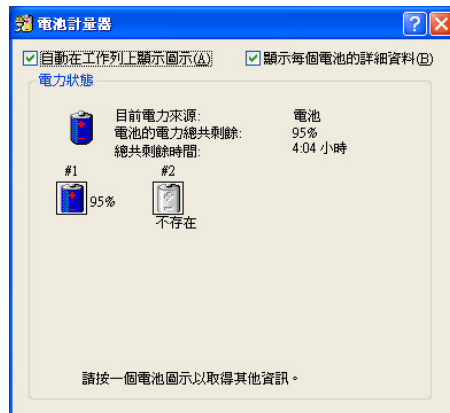 電池計量器
自動在工作列上顯示圖示(A) 顯示每個電池的詳細資料(B)
電力狀態
目前電力來源: 電池
電池的電力總共剩餘: 95%
總共剩餘時間: 4:04 小時
#1 #2
95%
不存在
請按一個電池圖示以取得其他資訊。